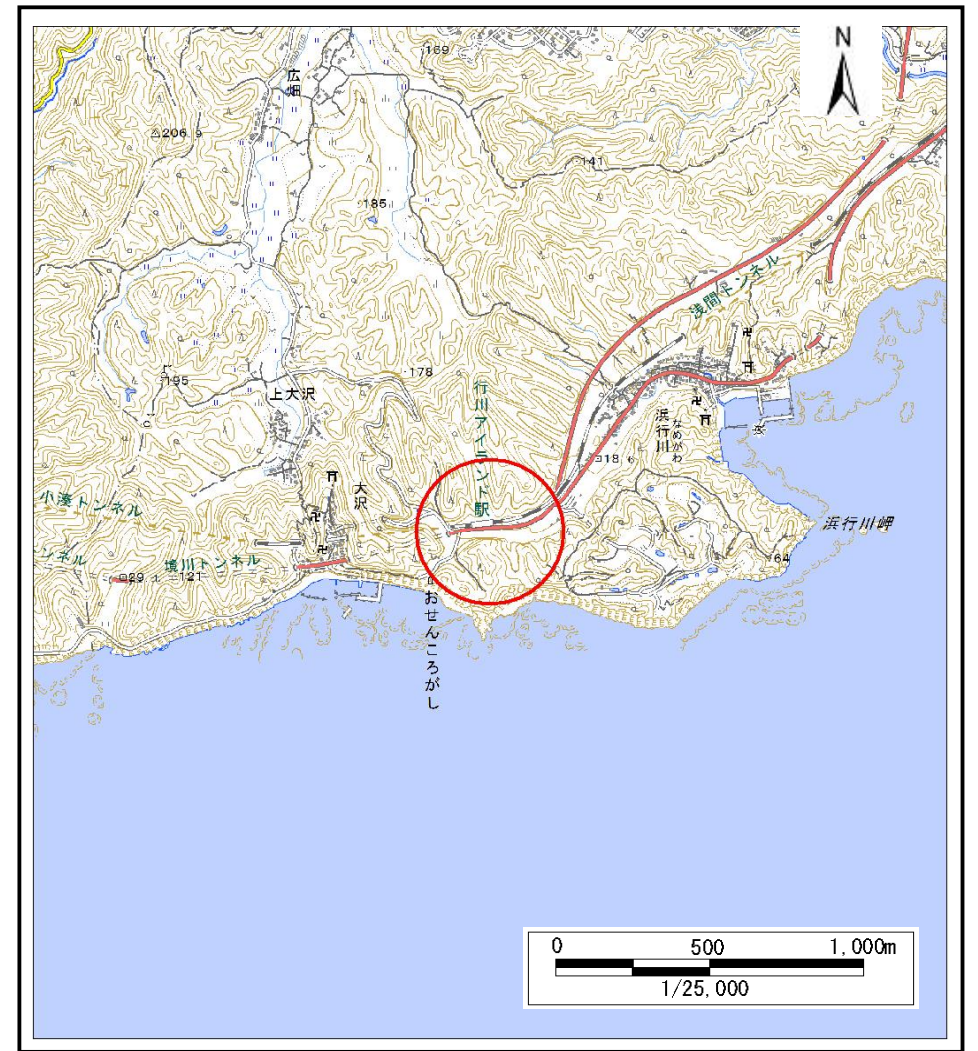 N
・169
広畑
△206.9
・141
・185
浅間トンネル
・195
・178
上大沢
行川アイランド駅
浜行川
なめがわ
□18.6
小湊トンネル
大沢
浜行川岬
トンネル
境川トンネル
・64
□29.1
・121
おせんころがし
0 500 1,000m
1/25,000